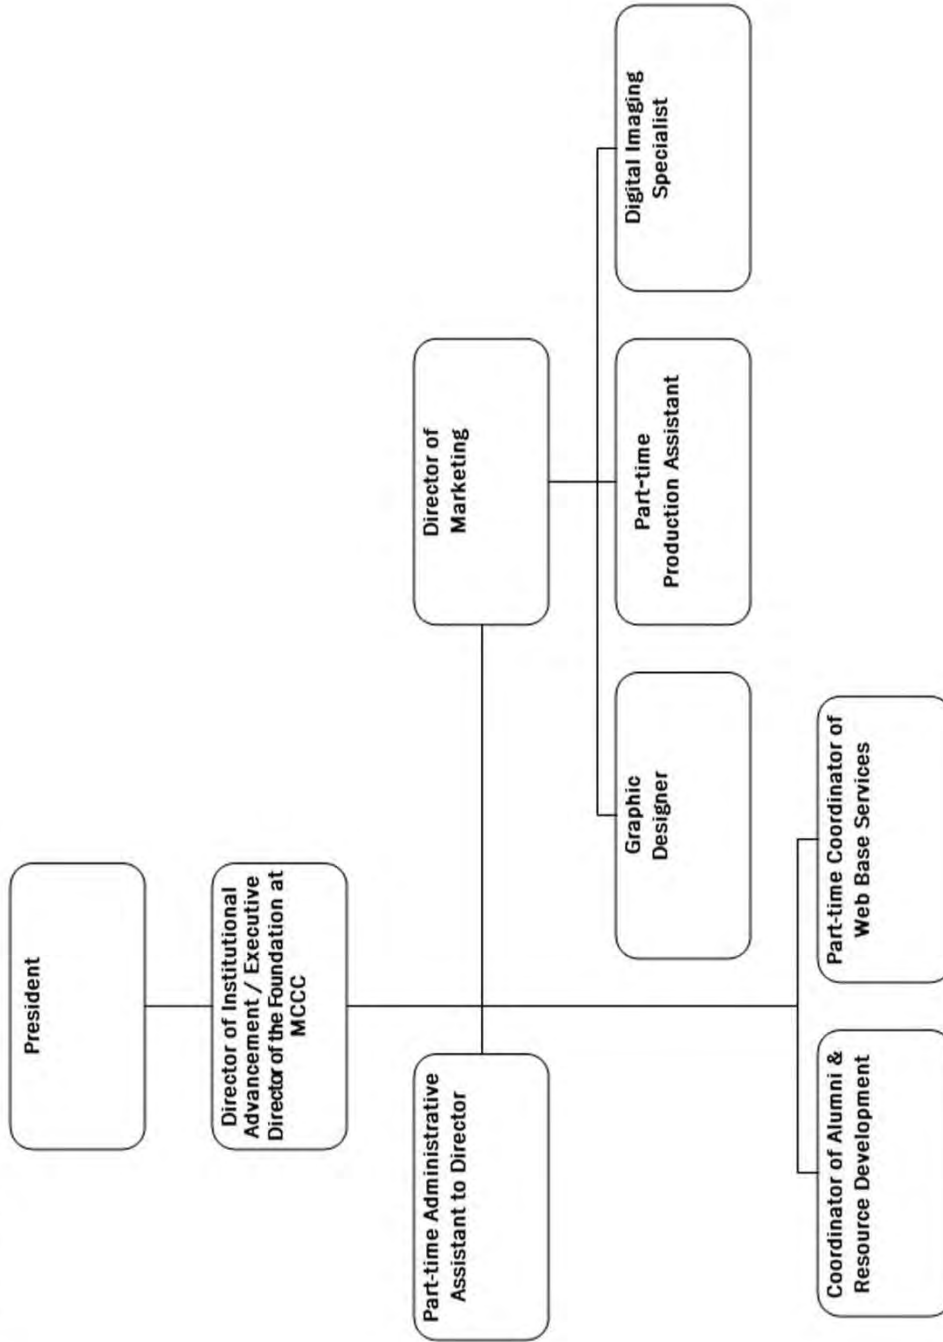 President
Director of Institutional
Advancement / Executive
Director of the Foundation at
MCCC
Part-time Administrative
Assistant to Director
Director of
Marketing
Graphic
Designer
Part-time
Production Assistant
Digital Imaging
Specialist
Coordinator of Alumni &
Resource Development
Part-time Coordinator of
Web Base Services